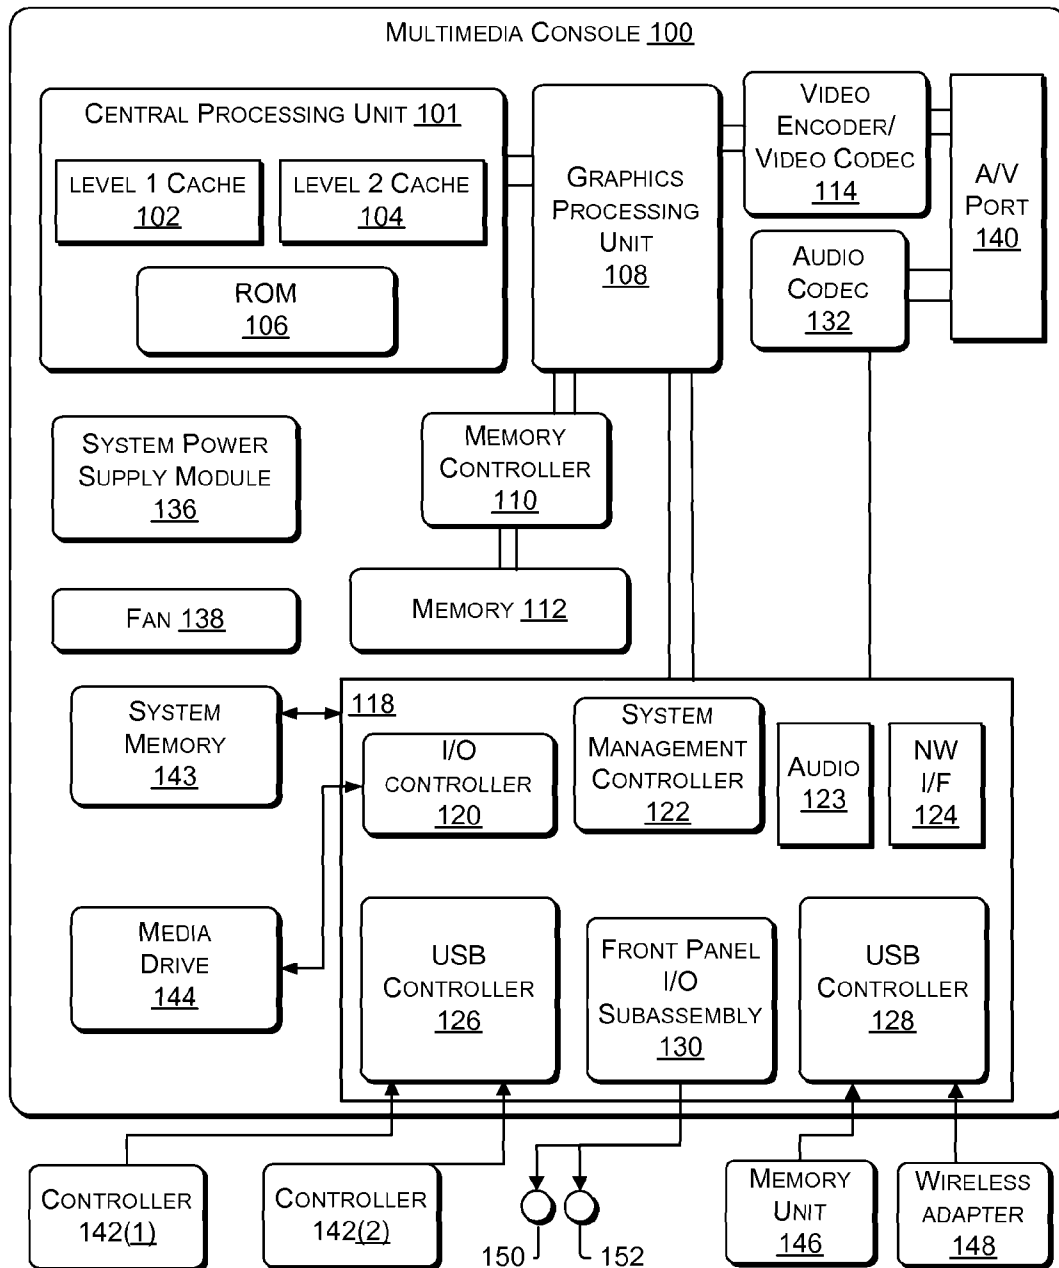 MULTIMEDIA CONSOLE 100
CENTRAL PROCESSING UNIT 101
LEVEL 1 CACHE
102
LEVEL 2 CACHE
104
ROM
106
GRAPHICS
PROCESSING
UNIT
108
VIDEO
ENCODER/
VIDEO CODEC
114
A/V
PORT
140
AUDIO
CODEC
132
SYSTEM POWER
SUPPLY MODULE
136
MEMORY
CONTROLLER
110
FAN 138
MEMORY 112
SYSTEM
MEMORY
143
118
I/O
CONTROLLER
120
SYSTEM
MANAGEMENT
CONTROLLER
122
AUDIO
123
NW
I/F
124
MEDIA
DRIVE
144
USB
CONTROLLER
126
FRONT PANEL
I/O
SUBASSEMBLY
130
USB
CONTROLLER
128
CONTROLLER
142(1)
CONTROLLER
142(2)
150
152
MEMORY
UNIT
146
WIRELESS
ADAPTER
148